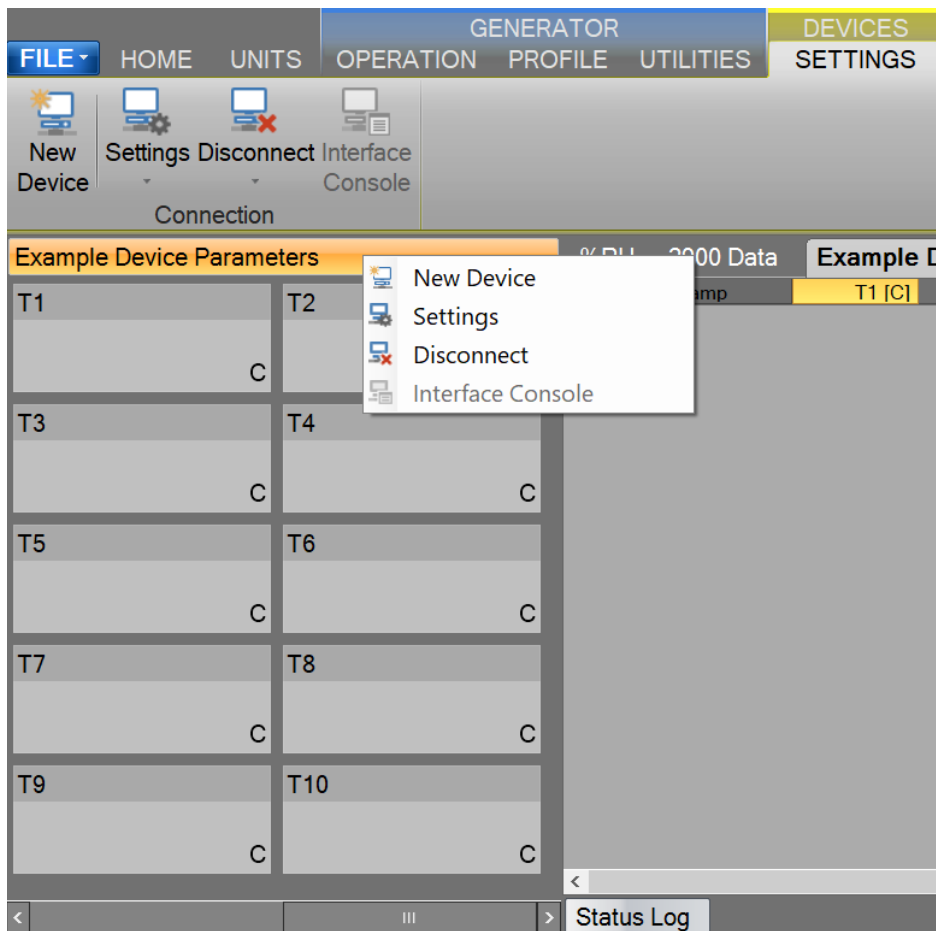 GENERATOR DEVICES
FILE HOME UNITS OPERATION PROFILE UTILITIES SETTINGS
New
Device
Settings
Disconnect
Interface
Console
Connection
Example Device Parameters
Data
Example
T1 [C]
New Device
Settings
Disconnect
Interface Console
T1
C
T2
T3
C
T4
C
T5
C
T6
C
T7
C
T8
C
T9
C
T10
C
Status Log